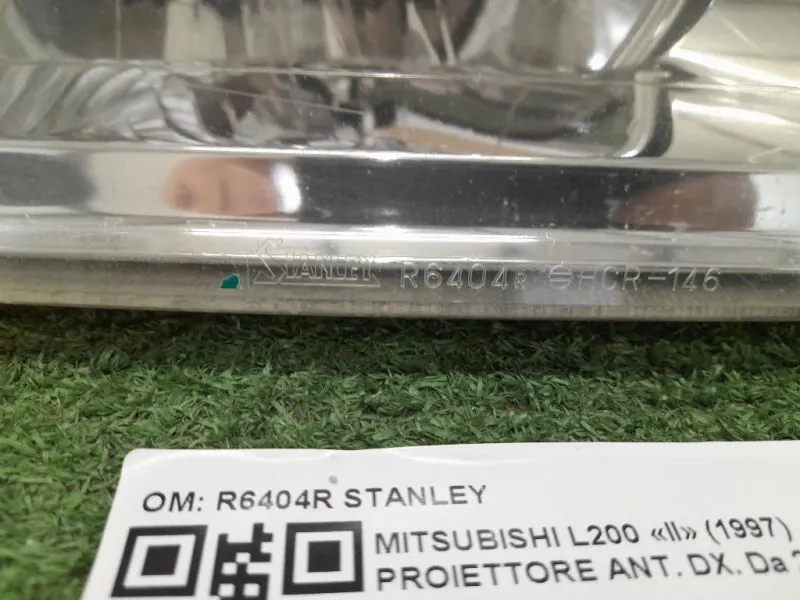 STANLEY R6404R HCR-146
OM: R6404R STANLEY
MITSUBISHI L200 «II» (1997)
PROIETTORE ANT. DX. Da